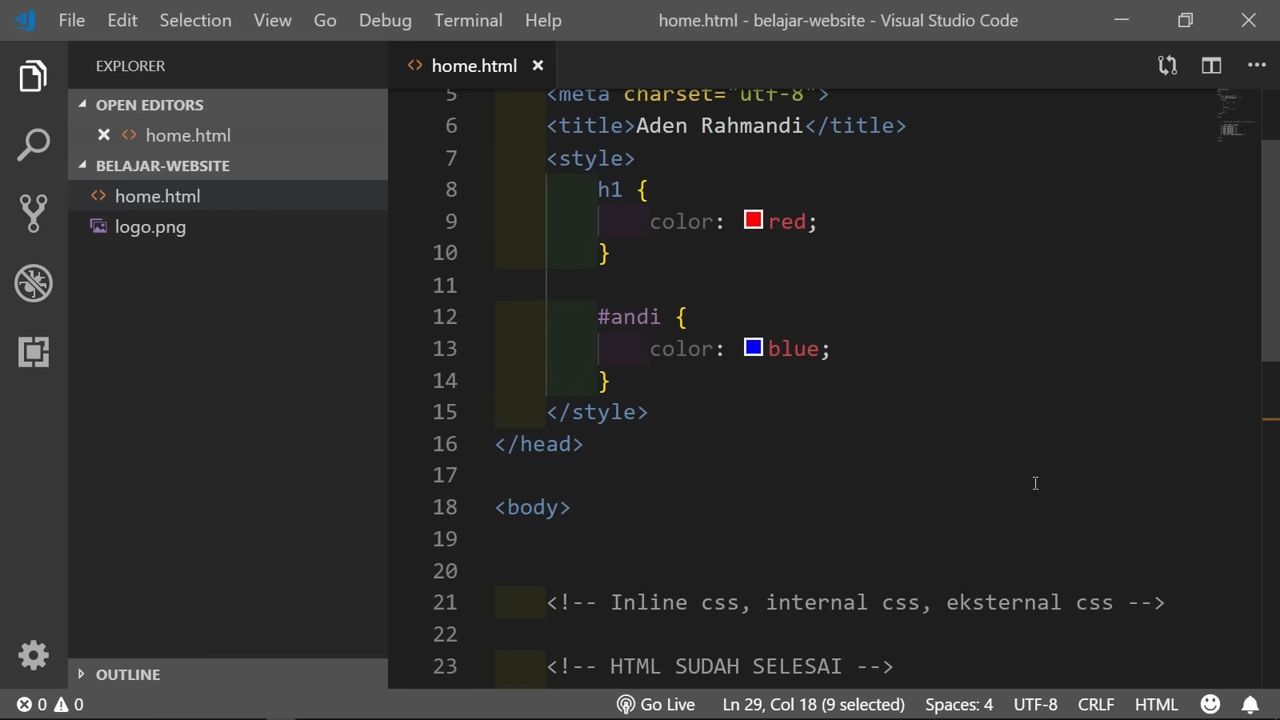 File Edit Selection View Go Debug Terminal Help home.html - belajar-website - Visual Studio Code
EXPLORER
OPEN EDITORS
home.html
BELAJAR-WEBSITE
home.html
logo.png
OUTLINE
home.html
5 <meta charset="utf-8">
6 <title>Aden Rahmandi</title>
7 <style>
8 h1 {
9 color: red;
10 }
11
12 #andi {
13 color: blue;
14 }
15 </style>
16 </head>
17
18 <body>
19
20
21 <!-- Inline css, internal css, eksternal css -->
22
23 <!-- HTML SUDAH SELESAI -->
0 0 Go Live Ln 29, Col 18 (9 selected) Spaces: 4 UTF-8 CRLF HTML